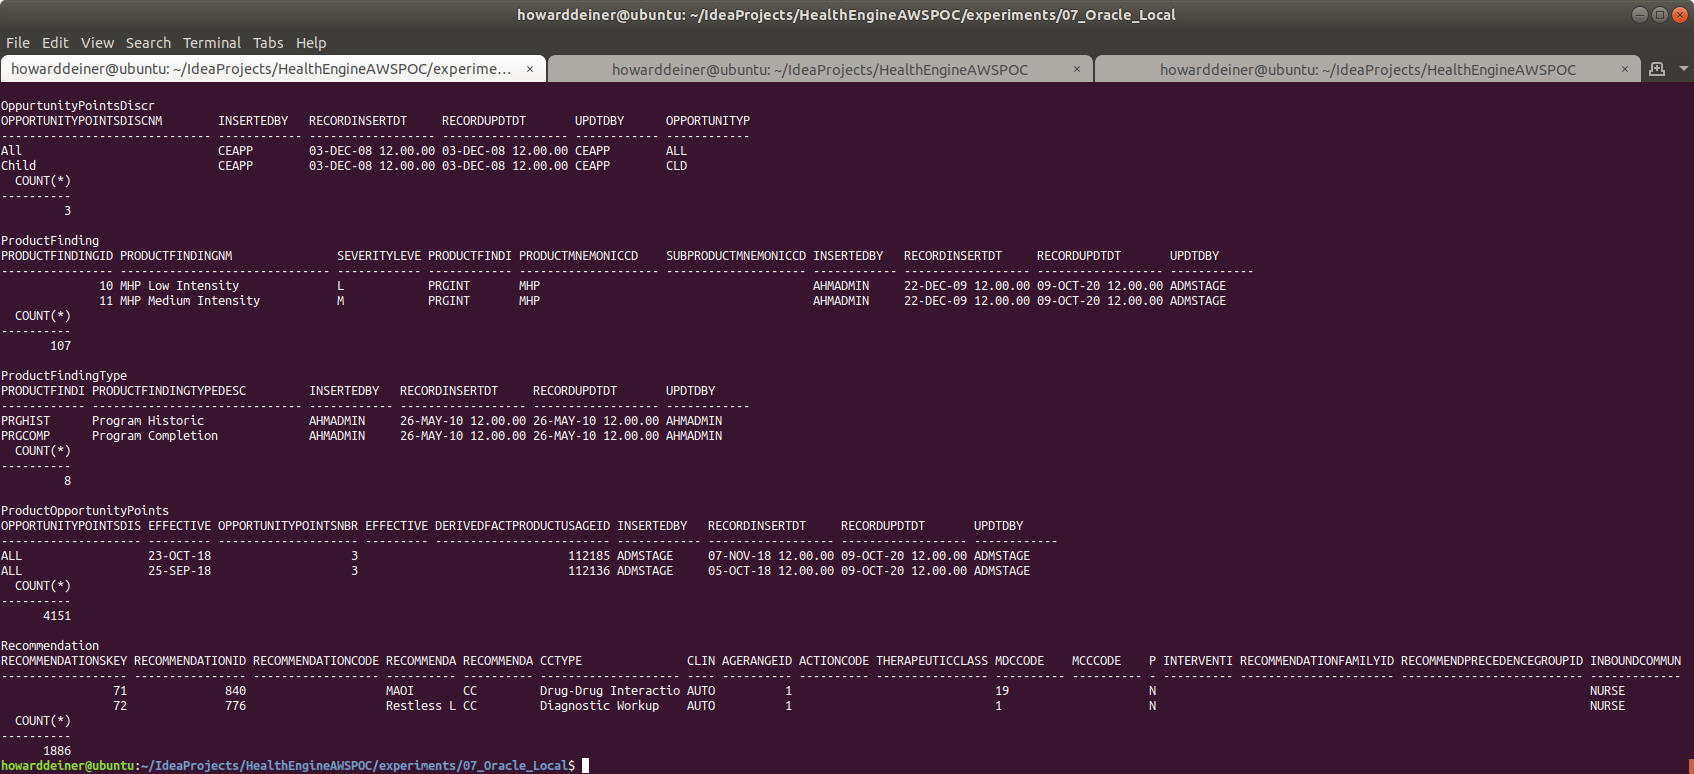 howarddeiner@ubuntu: ~/IdeaProjects/HealthEngineAWSPOC/experiments/07_Oracle_Local
File Edit View Search Terminal Tabs Help
howarddeiner@ubuntu: ~/IdeaProjects/HealthEngineAWSPOC/experime... × howarddeiner@ubuntu: ~/IdeaProjects/HealthEngineAWSPOC × howarddeiner@ubuntu: ~/IdeaProjects/HealthEngineAWSPOC ×
OppurtunityPointsDiscr
OPPORTUNITYPOINTSDISCNM        INSERTEDBY   RECORDINSERTDT     RECORDUPDTDT       UPDTDBY      OPPORTUNITYP
------------------------------ ------------ ------------------ ------------------ ------------ ------------
All                            CEAPP        03-DEC-08 12.00.00 03-DEC-08 12.00.00 CEAPP        ALL
Child                          CEAPP        03-DEC-08 12.00.00 03-DEC-08 12.00.00 CEAPP        CLD
  COUNT(*)
----------
         3
ProductFinding
PRODUCTFINDINGID PRODUCTFINDINGNM               SEVERITYLEVE PRODUCTFINDI PRODUCTMNEMONICCD    SUBPRODUCTMNEMONICCD INSERTEDBY   RECORDINSERTDT     RECORDUPDTDT       UPDTDBY
---------------- ------------------------------ ------------ ------------ -------------------- -------------------- ------------ ------------------ ------------------ ------------
              10 MHP Low Intensity              L            PRGINT       MHP                                       AHMADMIN     22-DEC-09 12.00.00 09-OCT-20 12.00.00 ADMSTAGE
              11 MHP Medium Intensity           M            PRGINT       MHP                                       AHMADMIN     22-DEC-09 12.00.00 09-OCT-20 12.00.00 ADMSTAGE
  COUNT(*)
----------
       107
ProductFindingType
PRODUCTFINDI PRODUCTFINDINGTYPEDESC         INSERTEDBY   RECORDINSERTDT     RECORDUPDTDT       UPDTDBY
------------ ------------------------------ ------------ ------------------ ------------------ ------------
PRGHIST      Program Historic               AHMADMIN     26-MAY-10 12.00.00 26-MAY-10 12.00.00 AHMADMIN
PRGCOMP      Program Completion             AHMADMIN     26-MAY-10 12.00.00 26-MAY-10 12.00.00 AHMADMIN
  COUNT(*)
----------
         8
ProductOpportunityPoints
OPPORTUNITYPOINTSDIS EFFECTIVE OPPORTUNITYPOINTSNBR EFFECTIVE DERIVEDFACTPRODUCTUSAGEID INSERTEDBY   RECORDINSERTDT     RECORDUPDTDT       UPDTDBY
-------------------- --------- -------------------- --------- ------------------------- ------------ ------------------ ------------------ ------------
ALL                  23-OCT-18                    3                              112185 ADMSTAGE     07-NOV-18 12.00.00 09-OCT-20 12.00.00 ADMSTAGE
ALL                  25-SEP-18                    3                              112136 ADMSTAGE     05-OCT-18 12.00.00 09-OCT-20 12.00.00 ADMSTAGE
  COUNT(*)
----------
      4151
Recommendation
RECOMMENDATIONSKEY RECOMMENDATIONID RECOMMENDATIONCODE RECOMMENDA RECOMMENDA CCTYPE               CLIN AGERANGEID ACTIONCODE THERAPEUTICCLASS MDCCODE    MCCCODE    P INTERVENTI RECOMMENDATIONFAMILYID RECOMMENDPRECEDENCEGROUPID INBOUNDCOMMUN
------------------ ---------------- ------------------ ---------- ---------- -------------------- ---- ---------- ---------- ---------------- ---------- ---------- - ---------- ---------------------- -------------------------- -------------
                71              840                    MAOI       CC         Drug-Drug Interactio AUTO          1                             19                    N                                                              NURSE
                72              776                    Restless L CC         Diagnostic Workup    AUTO          1                             1                     N                                                              NURSE
  COUNT(*)
----------
      1886
howarddeiner@ubuntu:~/IdeaProjects/HealthEngineAWSPOC/experiments/07_Oracle_Local$